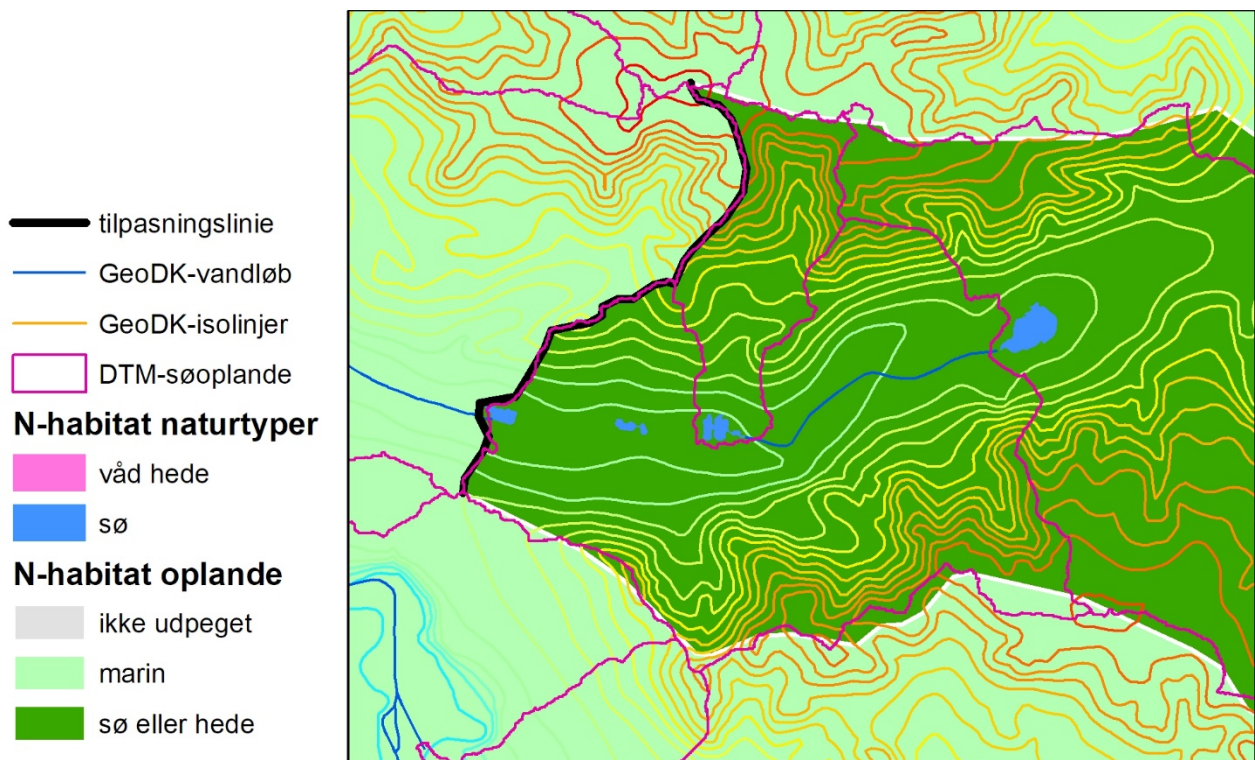 tilpasningslinie
GeoDK-vandløb
GeoDK-isolinjer
DTM-søoplande
N-habitat naturtyper
våd hede
sø
N-habitat oplande
ikke udpeget
marin
sø eller hede